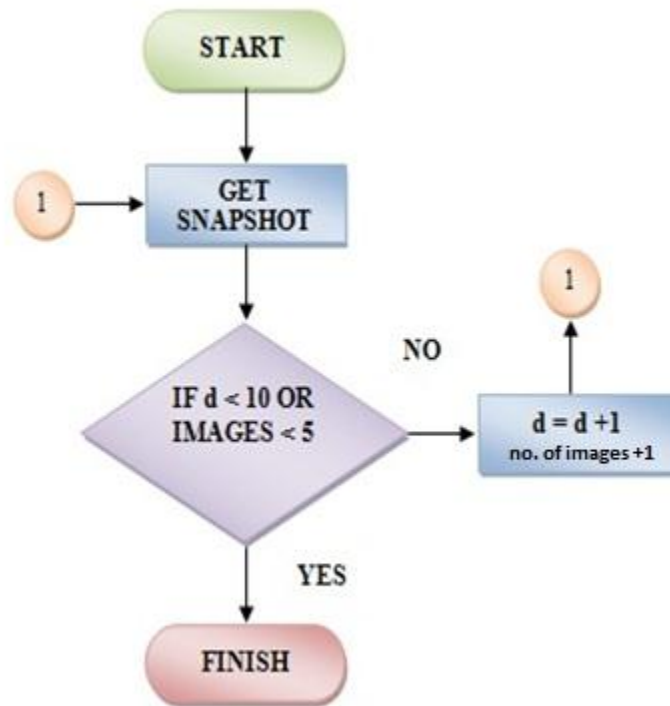 START
1
GET
SNAPSHOT
1
NO
IF d < 10 OR
IMAGES < 5
d = d +1
no. of images +1
YES
FINISH